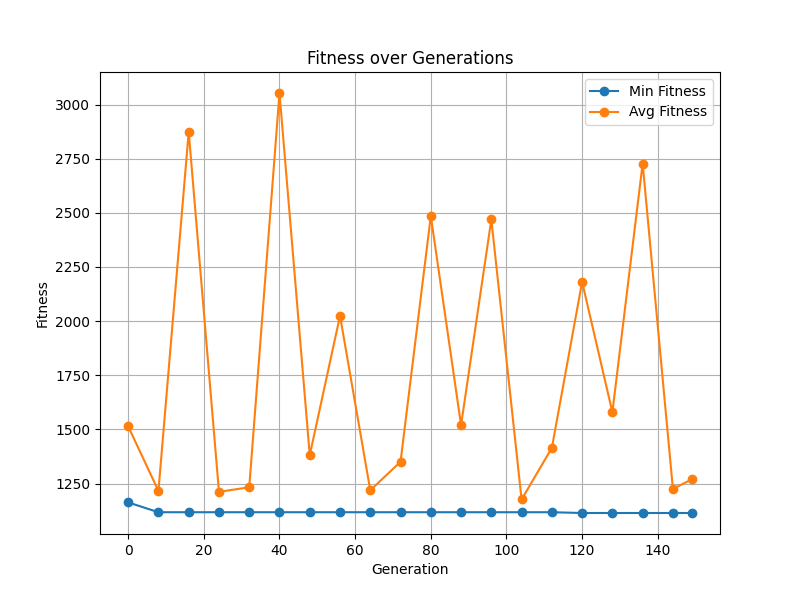 Fitness over Generations
Min Fitness
Avg Fitness
3000
2750
2500
2250
2000
1750
1500
1250
Fitness
0 20 40 60 80 100 120 140
Generation